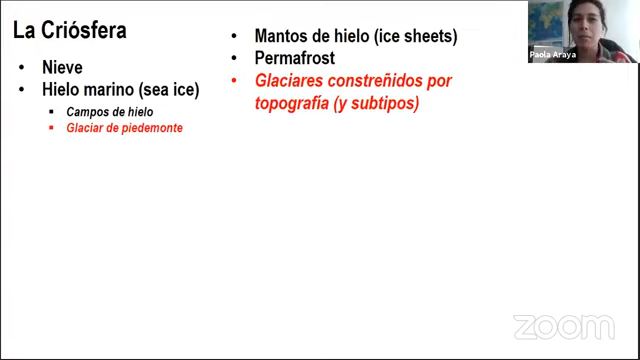 La Criósfera
• Nieve
• Hielo marino (sea ice)
▪ Campos de hielo
▪ Glaciar de piedemonte
• Mantos de hielo (ice sheets)
• Permafrost
• Glaciares constreñidos por
topografía (y subtipos)
Paola Araya
zoom